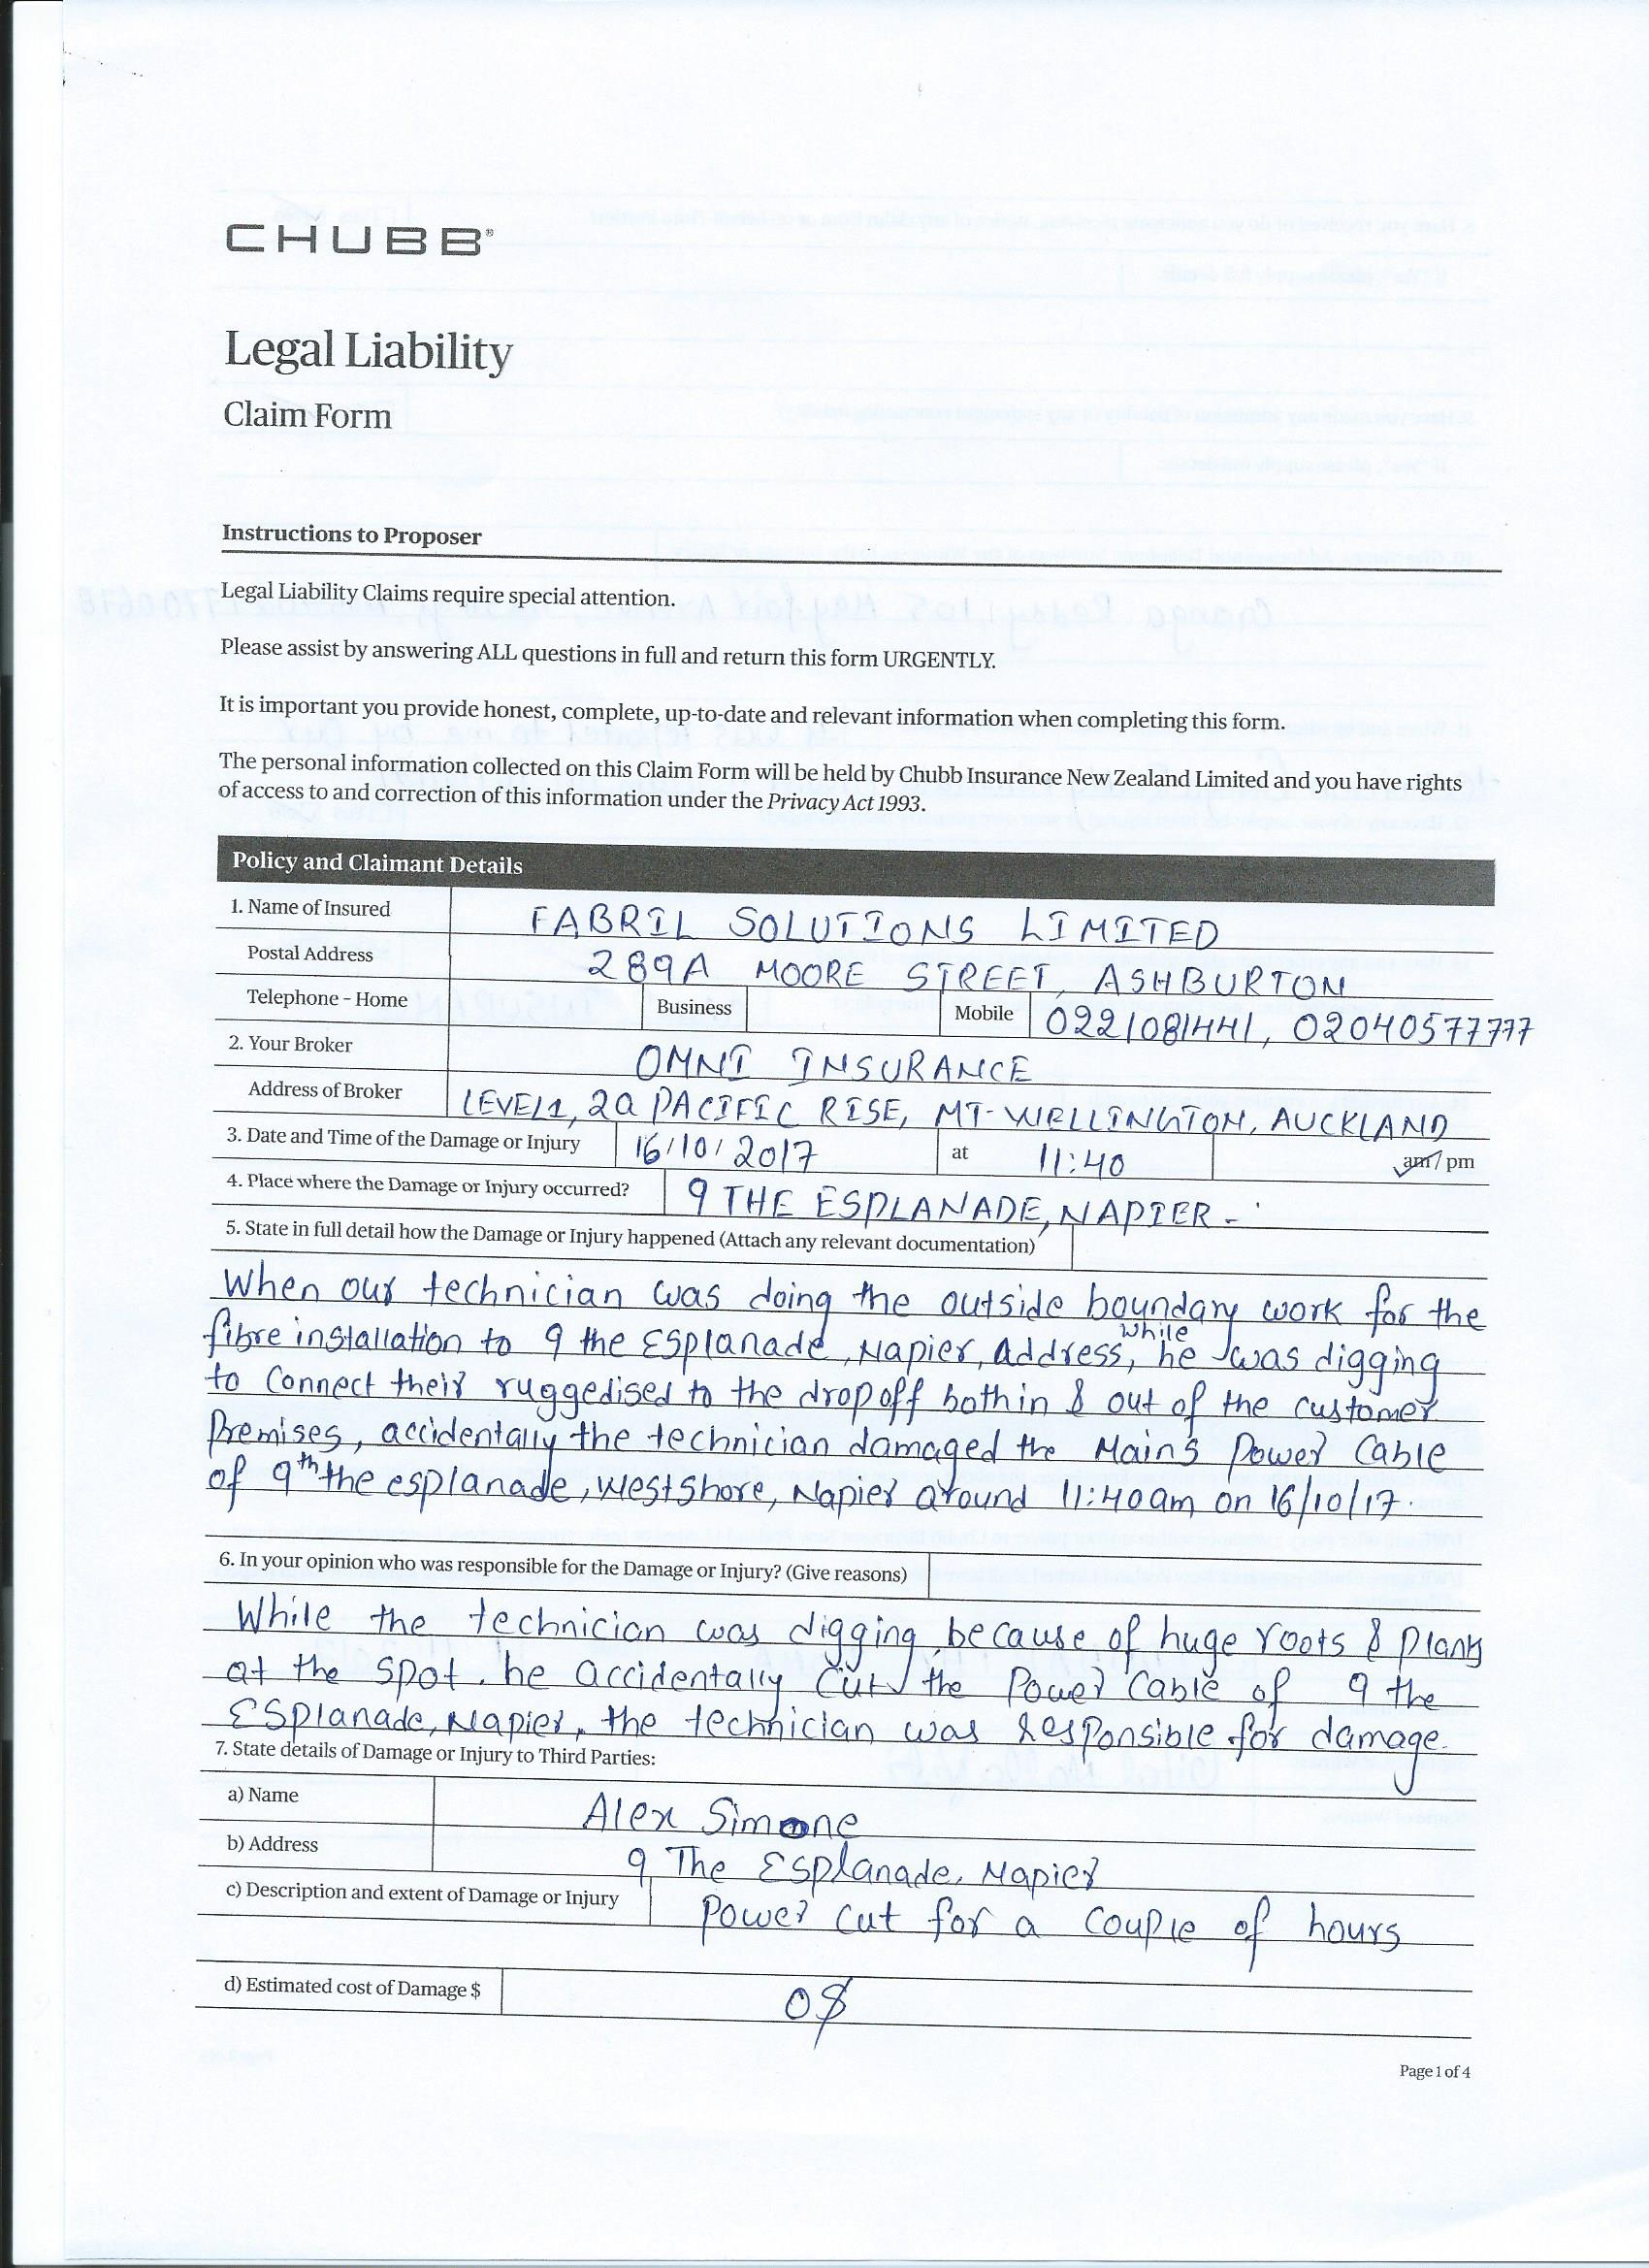 CHUBB®
Legal Liability
Claim Form
Instructions to Proposer
Legal Liability Claims require special attention.
Please assist by answering ALL questions in full and return this form URGENTLY.
It is important you provide honest, complete, up-to-date and relevant information when completing this form.
The personal information collected on this Claim Form will be held by Chubb Insurance New Zealand Limited and you have rights
of access to and correction of this information under the Privacy Act 1993.
Policy and Claimant Details
1. Name of Insured FABRIL SOLUTIONS LIMITED
Postal Address 289A MOORE STREET, ASHBURTON
Telephone - Home Business Mobile 0221081441, 02040577777
2. Your Broker OMNI INSURANCE
Address of Broker LEVEL1, 2a PACIFIC RISE, MT-WELLINGTON, AUCKLAND
3. Date and Time of the Damage or Injury 16/10/2017 at 11:40 am / pm
4. Place where the Damage or Injury occurred? 9 THE ESPLANADE, NAPIER -
5. State in full detail how the Damage or Injury happened (Attach any relevant documentation)
When our technician was doing the outside boundary work for the
fibre installation to 9 the Esplanade, Napier, Address, he while was digging
to Connect their ruggedised to the drop off both in & out of the customer
Premises, accidentally the technician damaged the Mains Power Cable
of 9th the esplanade, westshore, Napier around 11:40am on 16/10/17.
6. In your opinion who was responsible for the Damage or Injury? (Give reasons)
While the technician was digging because of huge roots & plants
at the spot. he accidentally Cut the Power Cable of 9 the
Esplanade, Napier. the technician was Responsible for damage.
7. State details of Damage or Injury to Third Parties:
a) Name Alex Simone
b) Address 9 The Esplanade, Napier
c) Description and extent of Damage or Injury Power cut for a couple of hours
d) Estimated cost of Damage $ 0$
Page 1 of 4